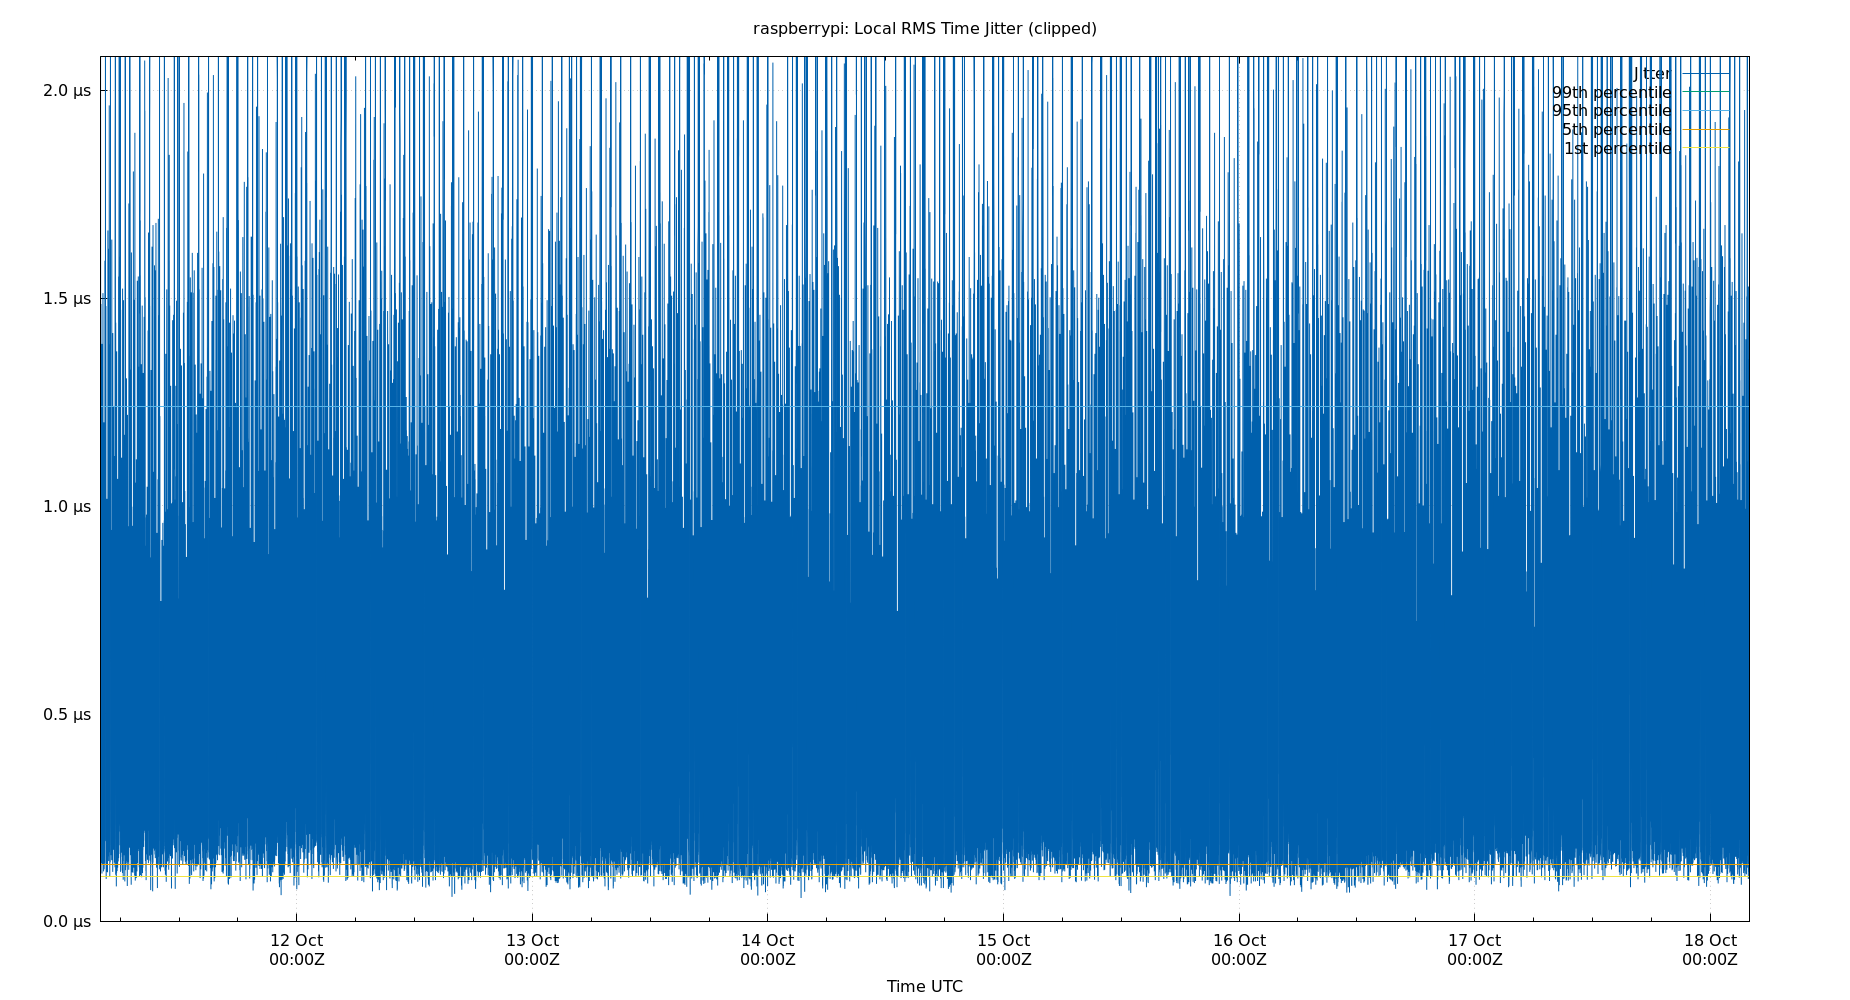 raspberrypi: Local RMS Time Jitter (clipped)
2.0 µs
1.5 µs
1.0 µs
0.5 µs
0.0 µs
Jitter
99th percentile
95th percentile
5th percentile
1st percentile
12 Oct
00:00Z
13 Oct
00:00Z
14 Oct
00:00Z
15 Oct
00:00Z
16 Oct
00:00Z
17 Oct
00:00Z
18 Oct
00:00Z
Time UTC